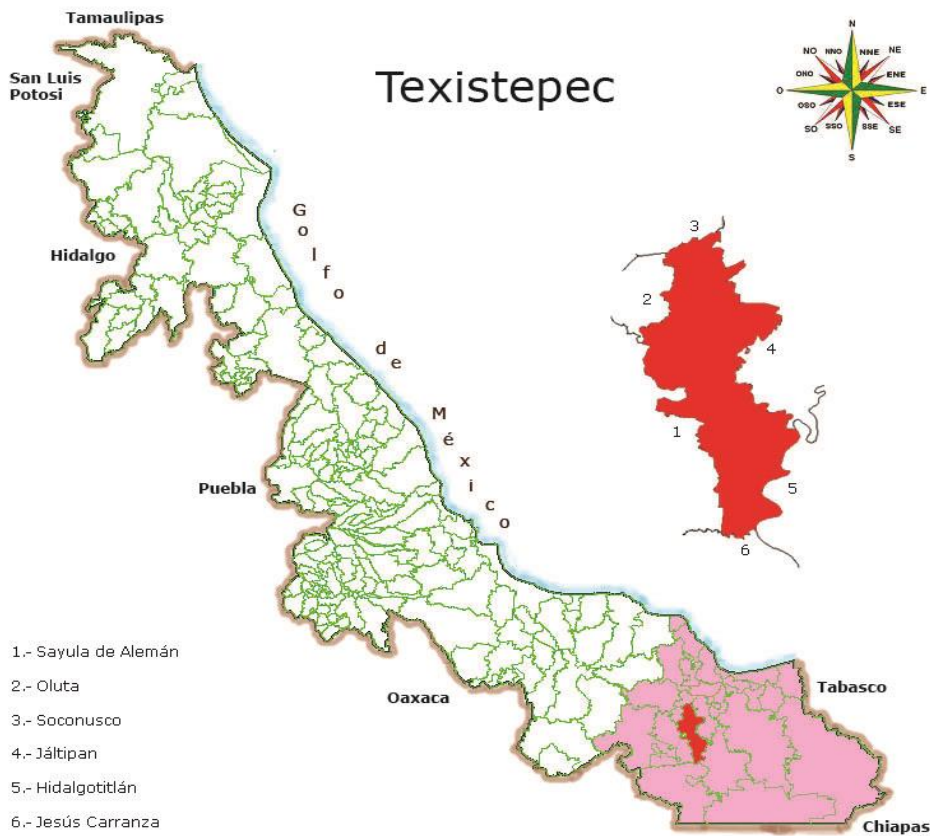 Tamaulipas
San Luis
Potosi
Texistepec
N
NNO
NNE
NO
NE
ONO
ENE
O
E
OSO
ESE
SO
SSO
SSE
SE
S
Hidalgo
Golfo de México
3
2
4
1
5
6
Puebla
1.- Sayula de Alemán
2.- Oluta
3.- Soconusco
4.- Jáltipan
5.- Hidalgotitlán
6.- Jesús Carranza
Oaxaca
Tabasco
Chiapas